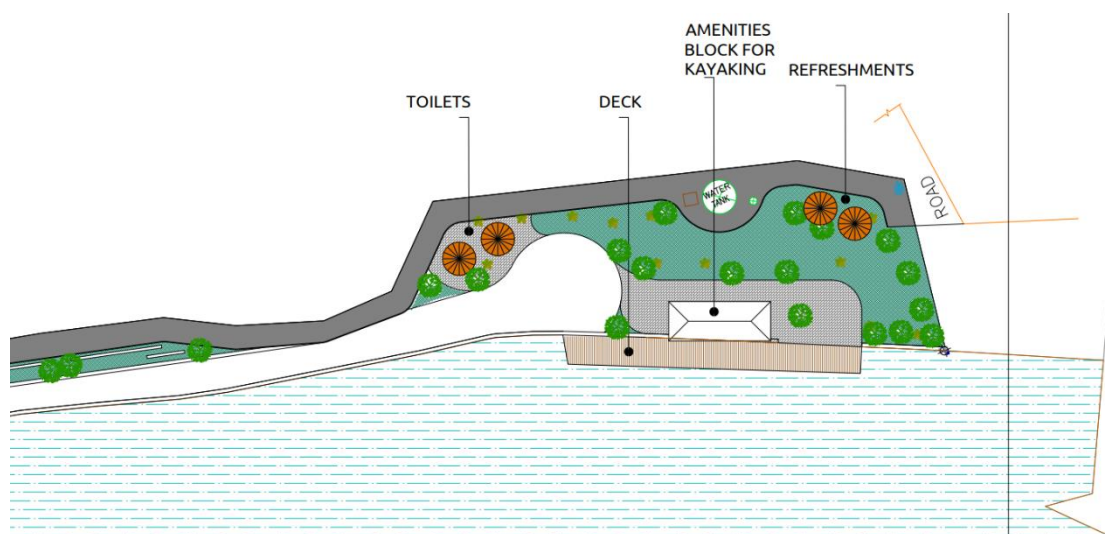 AMENITIES
BLOCK FOR
KAYAKING
REFRESHMENTS
TOILETS
DECK
WATER
TANK
ROAD